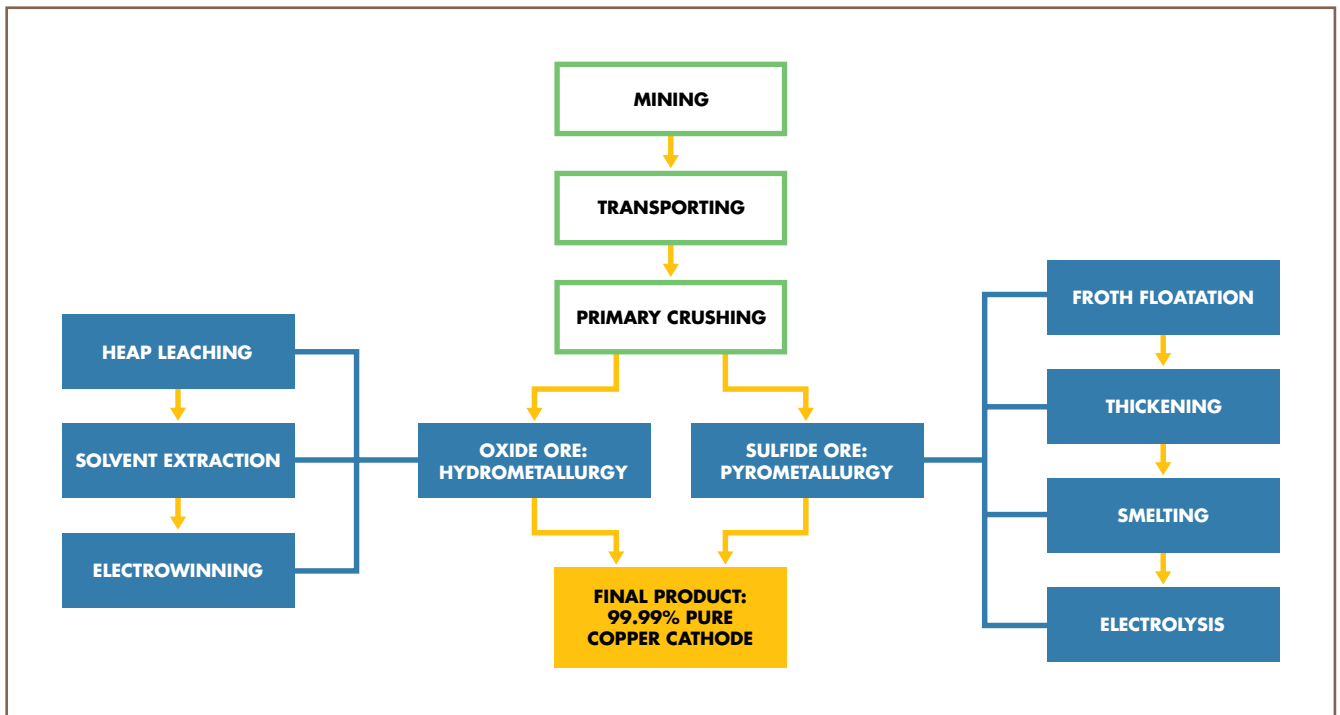 MINING
TRANSPORTING
PRIMARY CRUSHING
HEAP LEACHING
SOLVENT EXTRACTION
ELECTROWINNING
OXIDE ORE:
HYDROMETALLURGY
SULFIDE ORE:
PYROMETALLURGY
FROTH FLOATATION
THICKENING
SMELTING
ELECTROLYSIS
FINAL PRODUCT:
99.99% PURE
COPPER CATHODE